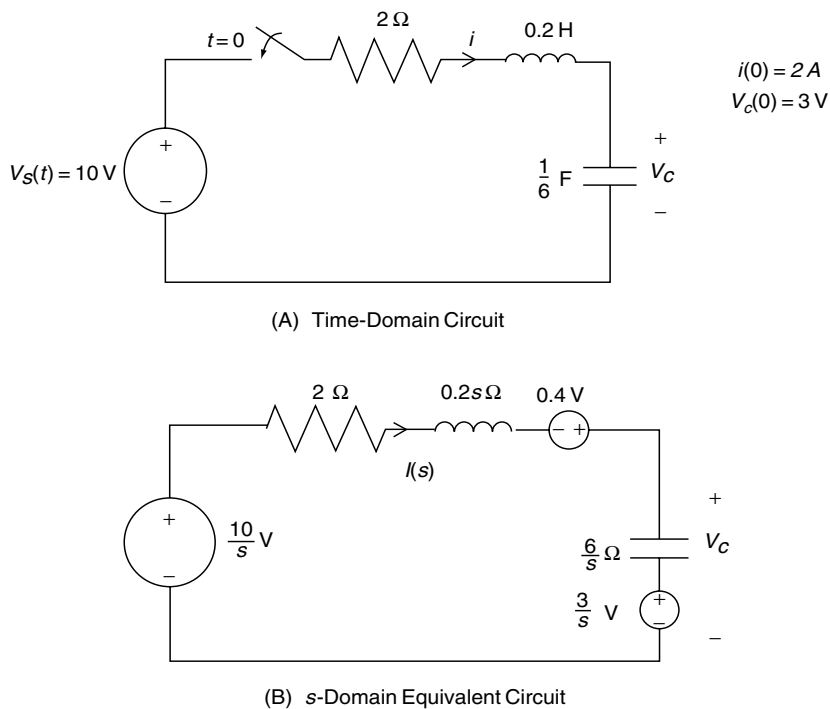 2 Ω
0.2 H
t=0
i
i(0) = 2 A
V_c(0) = 3 V
+
+
V_S(t) = 10 V
1/6 F
V_C
−
−
(A) Time-Domain Circuit
2 Ω
0.2s Ω
0.4 V
− +
I(s)
+
+
10/s V
6/s Ω
V_C
−
3/s V
+
−
−
(B) s-Domain Equivalent Circuit